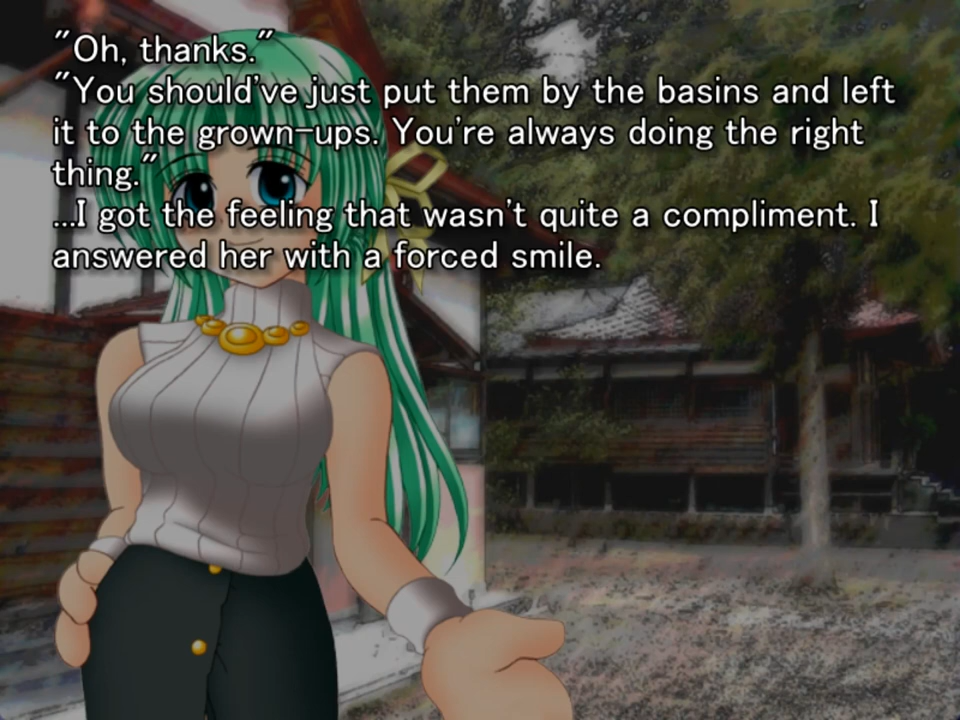 "Oh, thanks."
"You should've just put them by the basins and left
it to the grown-ups. You're always doing the right
thing."
...I got the feeling that wasn't quite a compliment. I
answered her with a forced smile.